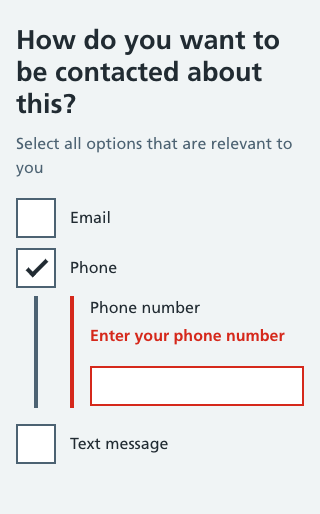 How do you want to
be contacted about
this?
Select all options that are relevant to
you
Email
Phone
Phone number
Enter your phone number
Text message